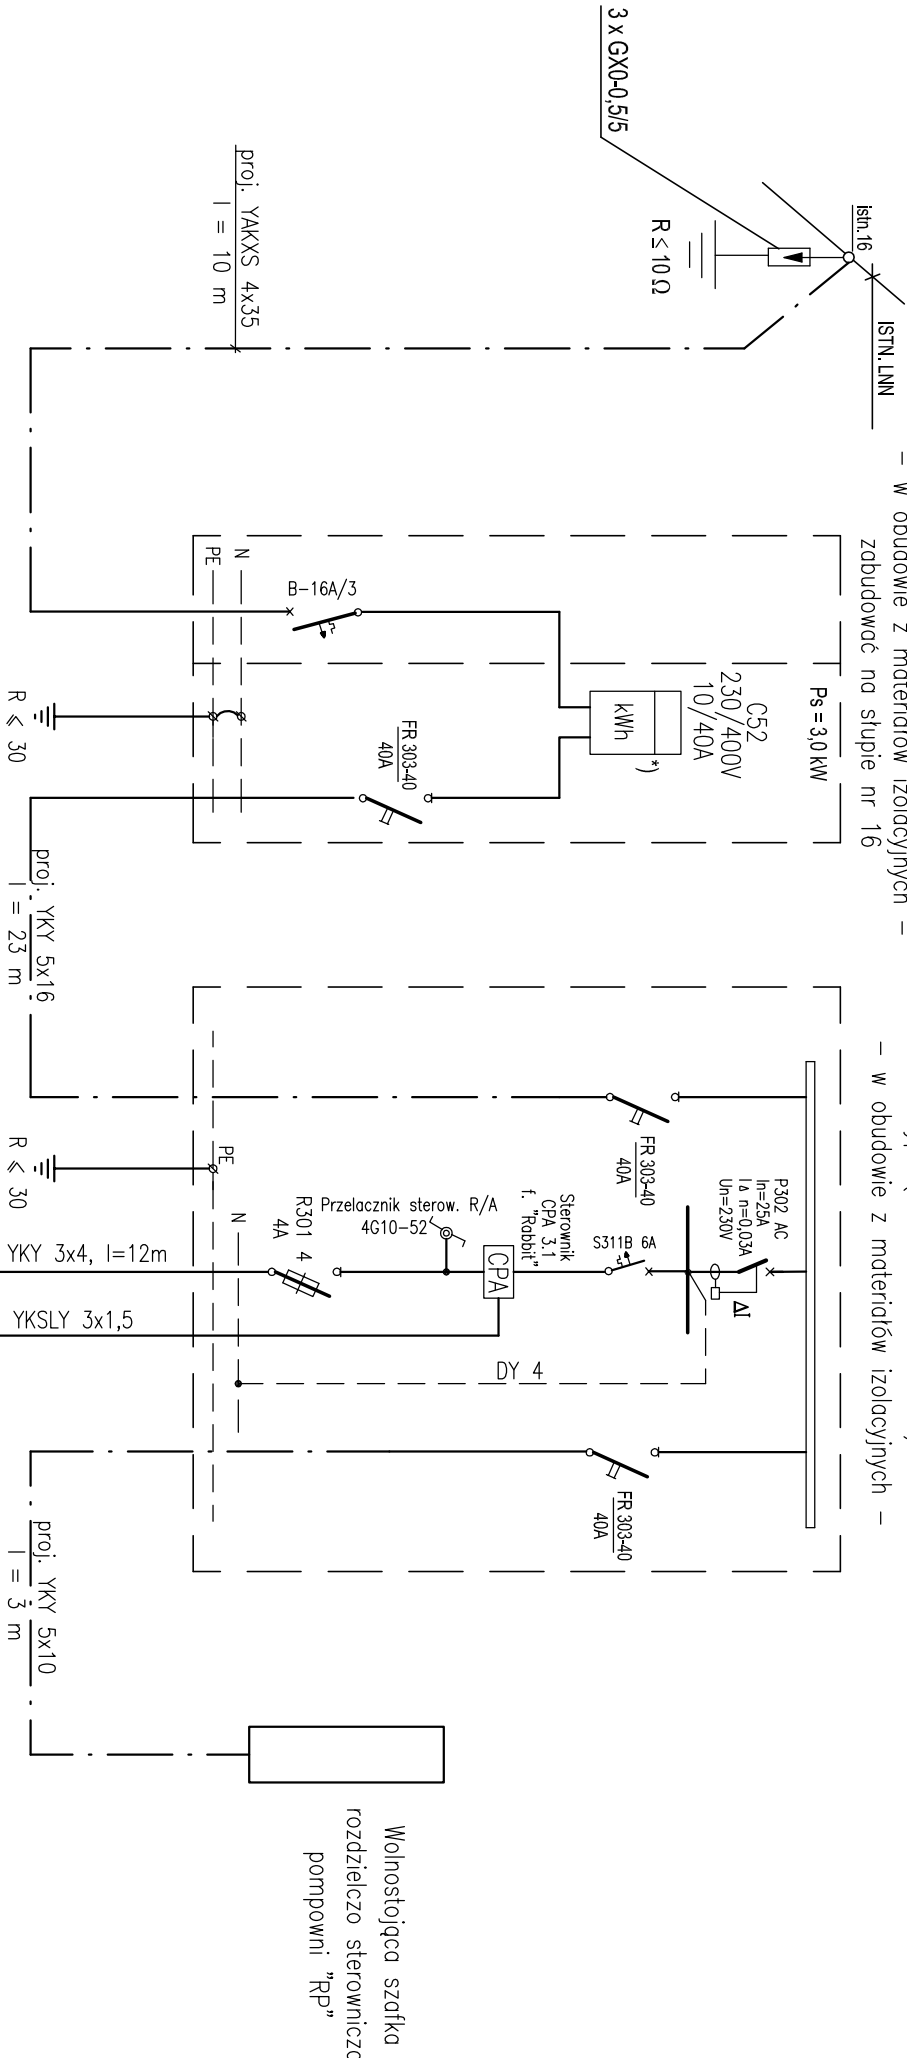 3 x GX0-0,5/5
istn.16
ISTN. LNN
R ≤ 10 Ω
proj. YAKXS 4x35
l = 10 m
- w obudowie z materiałów izolacyjnych -
zabudować na słupie nr 16
Ps = 3,0 kW
C52
230/400V
10/40A
kWh
*)
B-16A/3
N
PE
FR 303-40
40A
R ⩽ 30
proj. YKY 5x16
l = 23 m
- w obudowie z materiałów izolacyjnych -
FR 303-40
40A
P302 AC
In=25A
IΔ n=0,03A
Un=230V
ΔI
S311B 6A
Sterownik
CPA 3.1
f. "Rabbit"
CPA
Przelacznik sterow. R/A
4G10-52
R301 4
4A
PE
N
R ⩽ 30
YKY 3x4, l=12m
YKSLY 3x1,5
DY 4
FR 303-40
40A
proj. YKY 5x10
l = 3 m
Wolnostojąca szafka
rozdzielczo sterownicza
pompowni "RP"